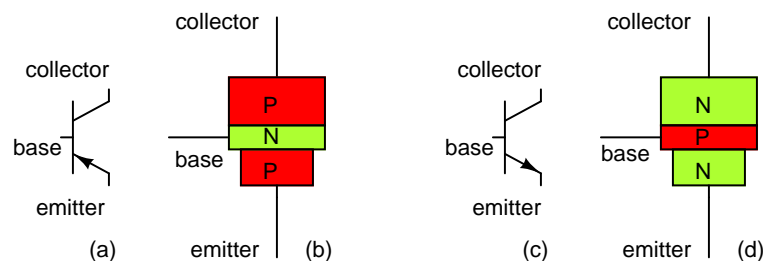 collector
base
emitter
(a)
collector
P
N
base
P
emitter
(b)
collector
base
emitter
(c)
collector
N
P
base
N
emitter
(d)